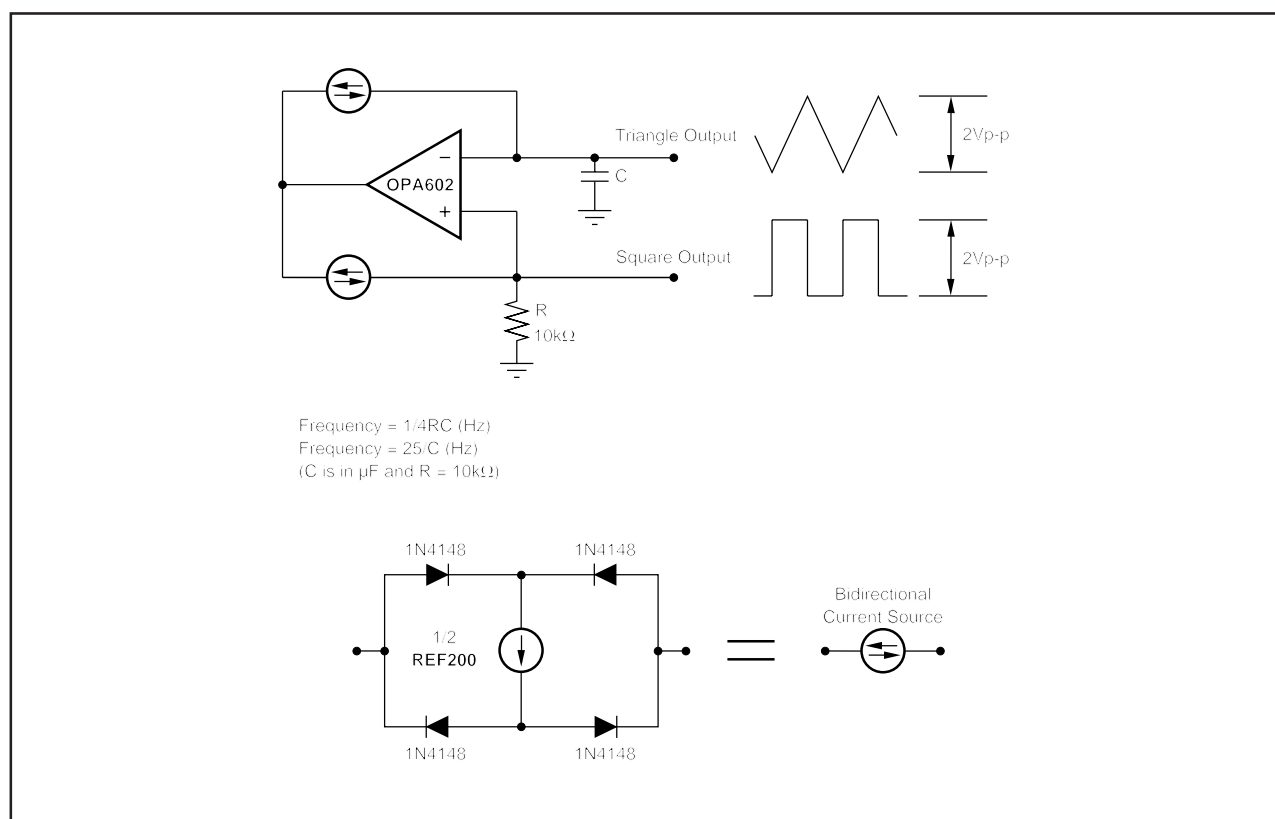 Triangle Output
2Vp-p
−
OPA602
C
+
Square Output
2Vp-p
R
10kΩ
Frequency = 1/4RC (Hz)
Frequency = 25/C (Hz)
(C is in µF and R = 10kΩ)
1N4148
1N4148
1/2
REF200
1N4148
1N4148
Bidirectional
Current Source